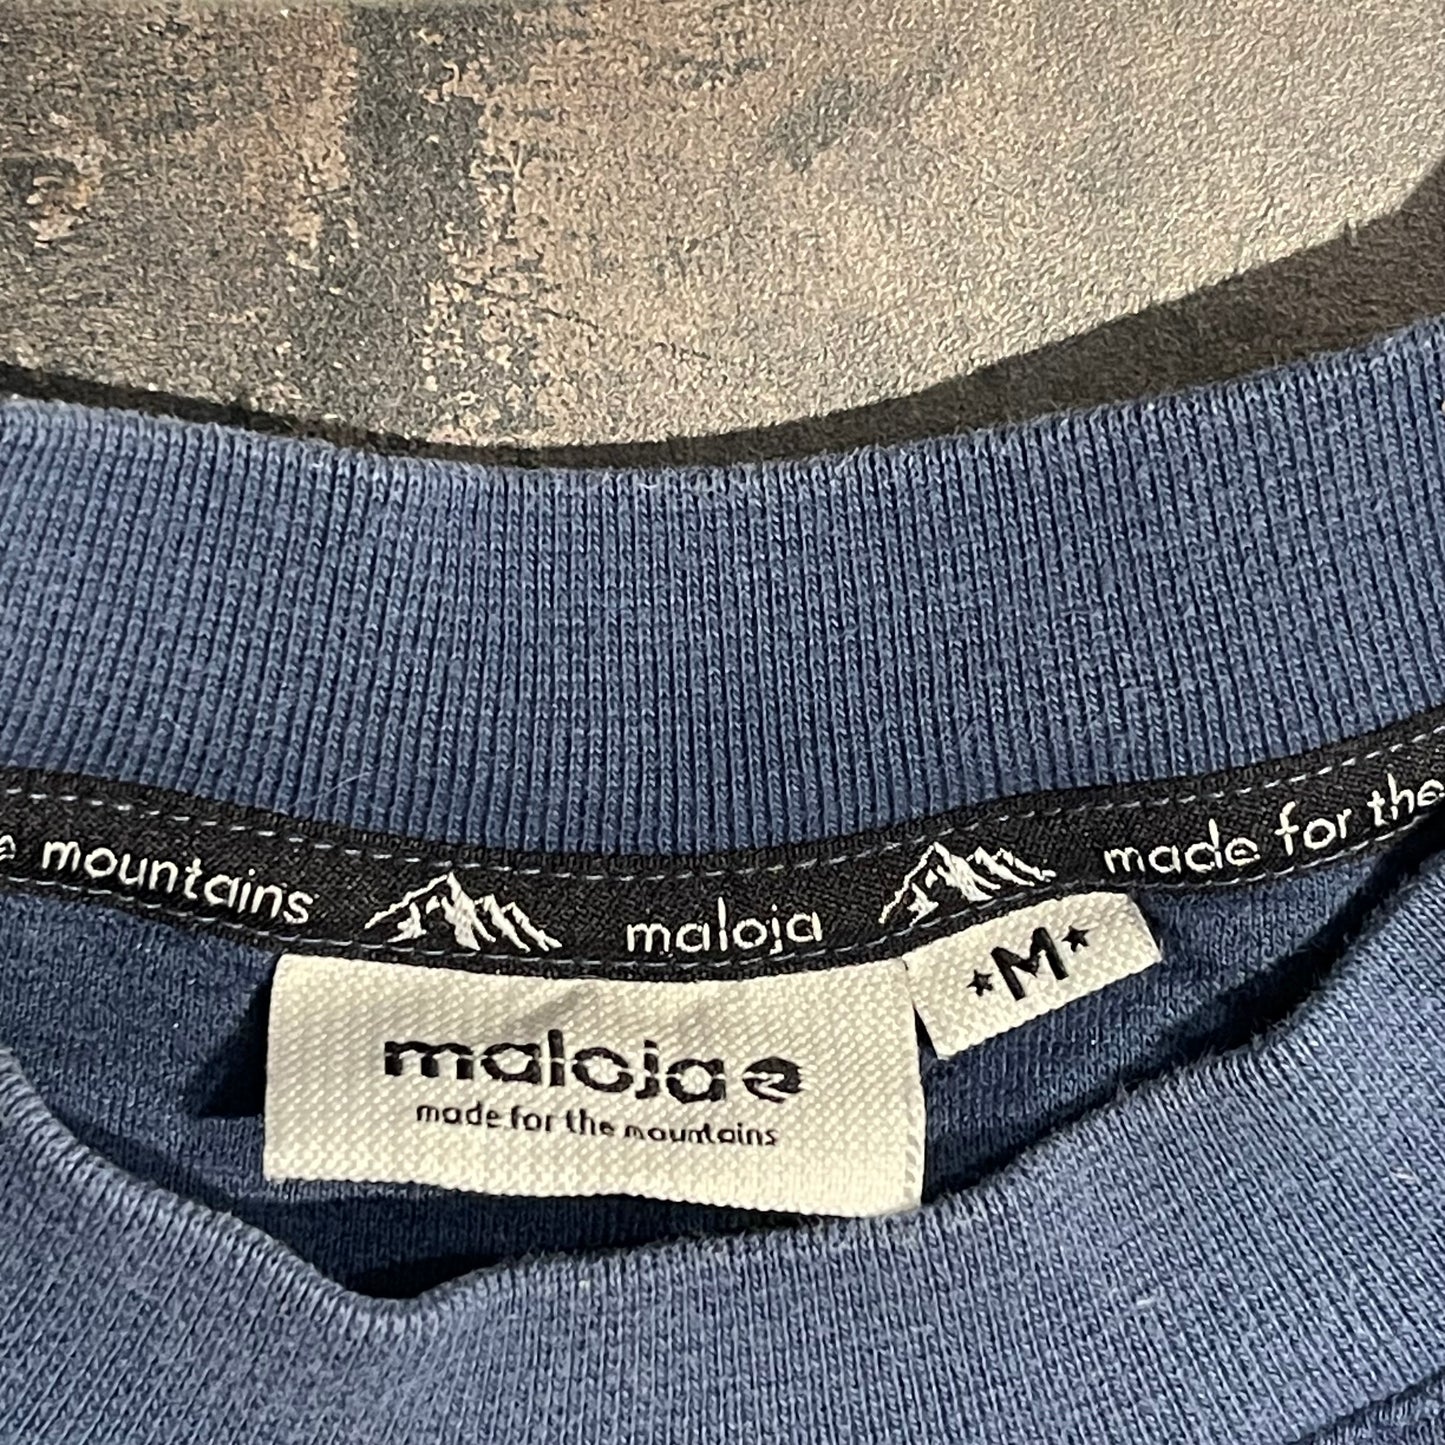 mountains maloja made for the
*M*
maloja
made for the mountains